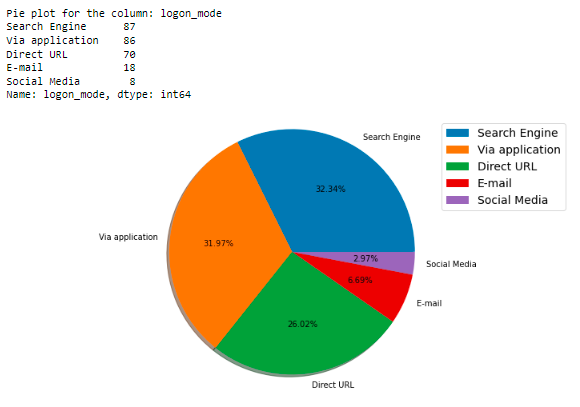 Pie plot for the column: logon_mode
Search Engine 87
Via application 86
Direct URL 70
E-mail 18
Social Media 8
Name: logon_mode, dtype: int64
Search Engine
Search Engine
Via application
Direct URL
E-mail
Social Media
32.34%
Via application
31.97%
2.97%
Social Media
6.69%
E-mail
26.02%
Direct URL